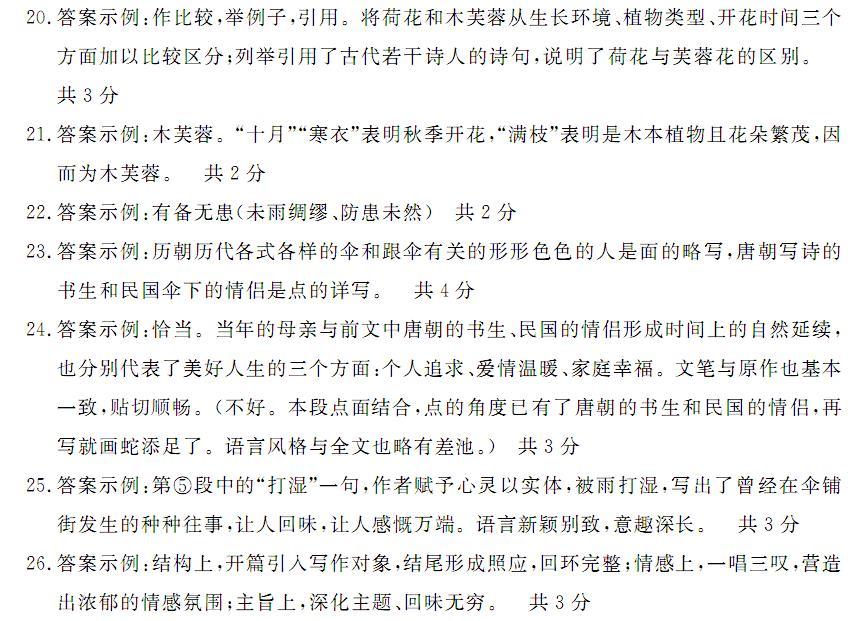 20. 答案示例:作比较,举例子,引用。将荷花和木芙蓉从生长环境、植物类型、开花时间三个
方面加以比较区分;列举引用了古代若干诗人的诗句,说明了荷花与芙蓉花的区别。
共 3 分
21. 答案示例:木芙蓉。“十月”“寒衣”表明秋季开花,“满枝”表明是木本植物且花朵繁茂,因
而为木芙蓉。 共 2 分
22. 答案示例:有备无患(未雨绸缪、防患未然) 共 2 分
23. 答案示例:历朝历代各式各样的伞和跟伞有关的形形色色的人是面的略写,唐朝写诗的
书生和民国伞下的情侣是点的详写。 共 4 分
24. 答案示例:恰当。当年的母亲与前文中唐朝的书生、民国的情侣形成时间上的自然延续,
也分别代表了美好人生的三个方面:个人追求、爱情温暖、家庭幸福。文笔与原作也基本
一致,贴切顺畅。(不好。本段点面结合,点的角度已有了唐朝的书生和民国的情侣,再
写就画蛇添足了。语言风格与全文也略有差池。) 共 3 分
25. 答案示例:第⑤段中的“打湿”一句,作者赋予心灵以实体,被雨打湿,写出了曾经在伞铺
街发生的种种往事,让人回味,让人感慨万端。语言新颖别致,意趣深长。 共 3 分
26. 答案示例:结构上,开篇引入写作对象,结尾形成照应,回环完整;情感上,一唱三叹,营造
出浓郁的情感氛围;主旨上,深化主题、回味无穷。 共 3 分